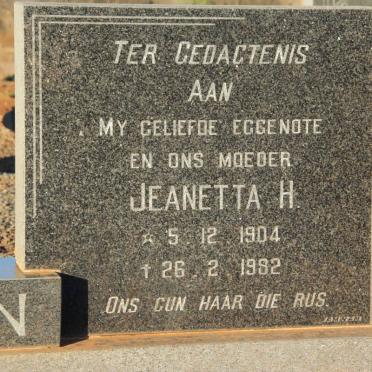 TER GEDAGTENIS
AAN
MY GELIEFDE EGGENOTE
EN ONS MOEDER
JEANETTA H.
☆ 5. 12. 1904
† 26. 2. 1982
ONS GUN HAAR DIE RUS.
N